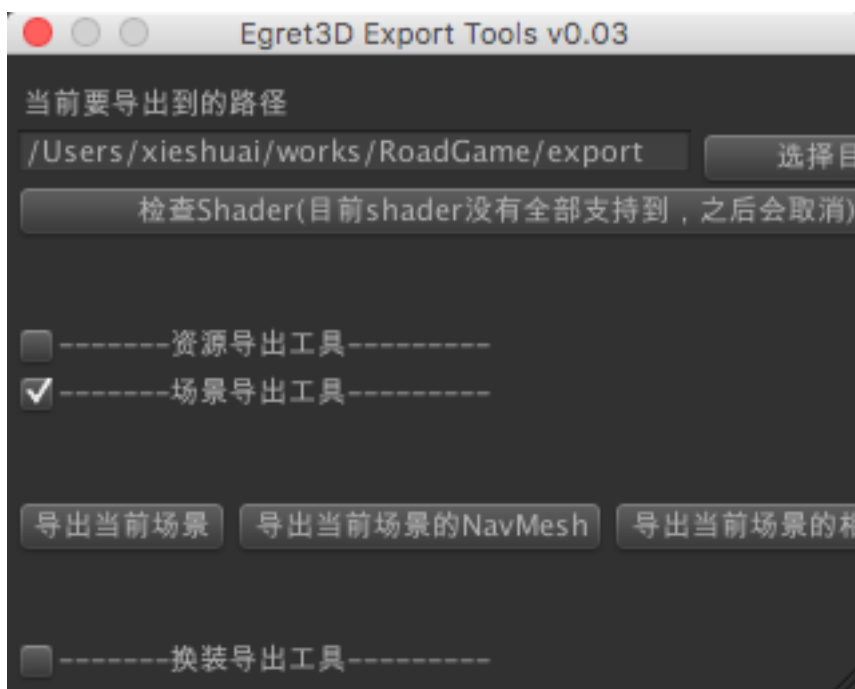 Egret3D Export Tools v0.03
当前要导出到的路径
/Users/xieshuai/works/RoadGame/export 选择目
检查Shader(目前shader没有全部支持到，之后会取消)
-------资源导出工具---------
-------场景导出工具---------
导出当前场景 导出当前场景的NavMesh 导出当前场景的
-------换装导出工具---------